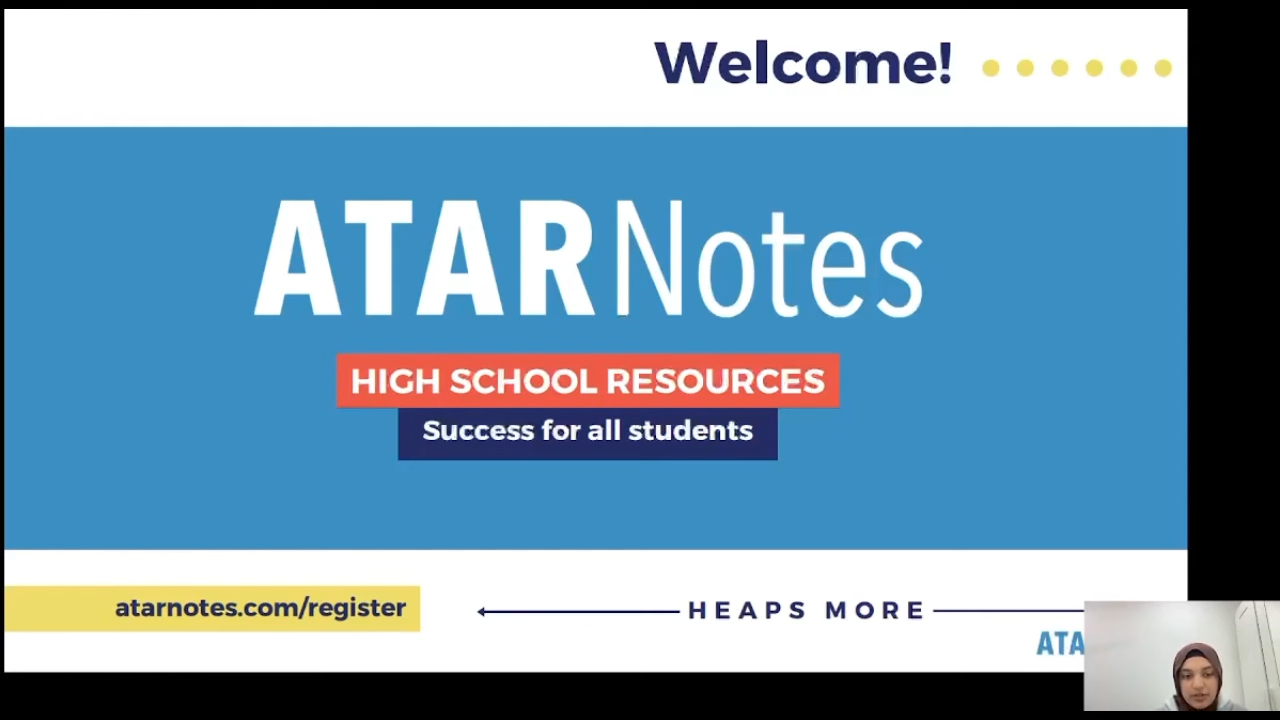 Welcome!
ATARNotes
HIGH SCHOOL RESOURCES
Success for all students
atarnotes.com/register
HEAPS MORE
ATA